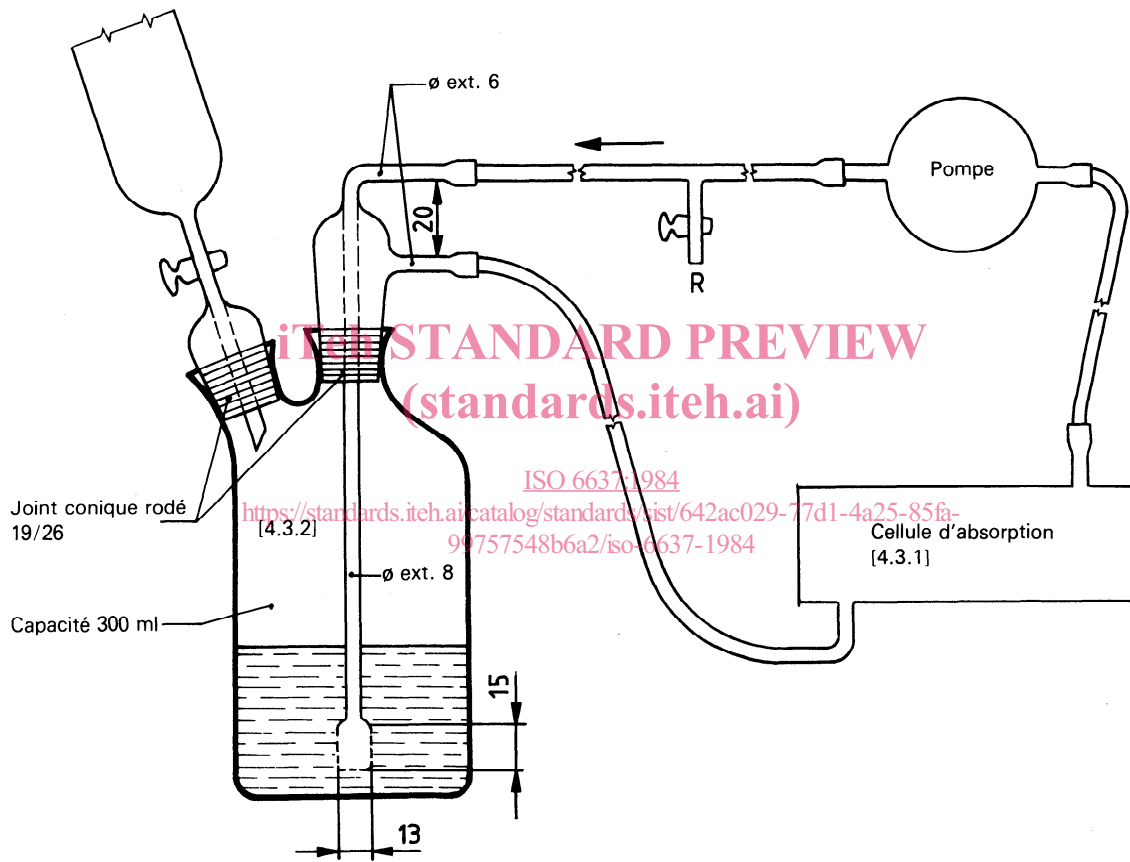 ø ext. 6
Pompe
20
R
iTeh STANDARD PREVIEW
(standards.iteh.ai)
ISO 6637:1984
https://standards.iteh.ai/catalog/standards/sist/642ac029-77d1-4a25-85fa-
99757548b6a2/iso-6637-1984
Joint conique rodé
19/26
[4.3.2]
Cellule d'absorption
[4.3.1]
ø ext. 8
Capacité 300 ml
15
13